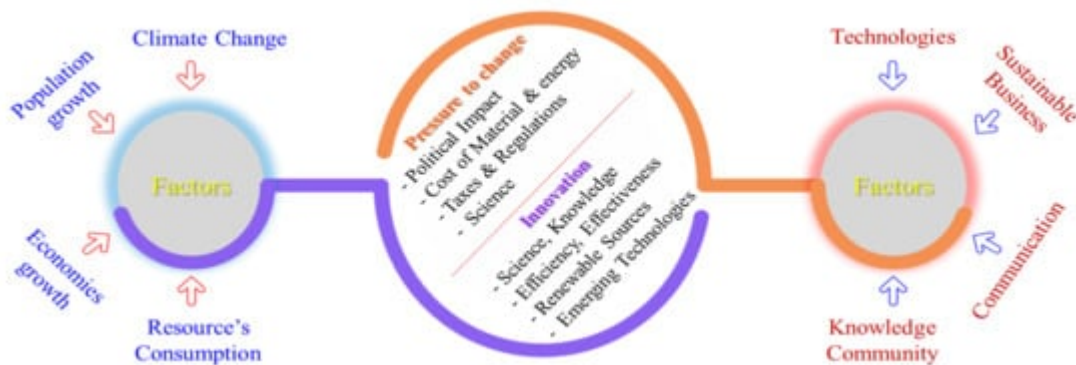 Climate Change
Population
growth
Factors
Economies
growth
Resource's
Consumption
Pressure to change
- Political Impact
- Cost of Material & energy
- Taxes & Regulations
- Science
Innovation
- Science, Knowledge
- Efficiency, Effectiveness
- Renewable Sources
- Emerging Technologies
Technologies
Sustainable
Business
Factors
Communication
Knowledge
Community